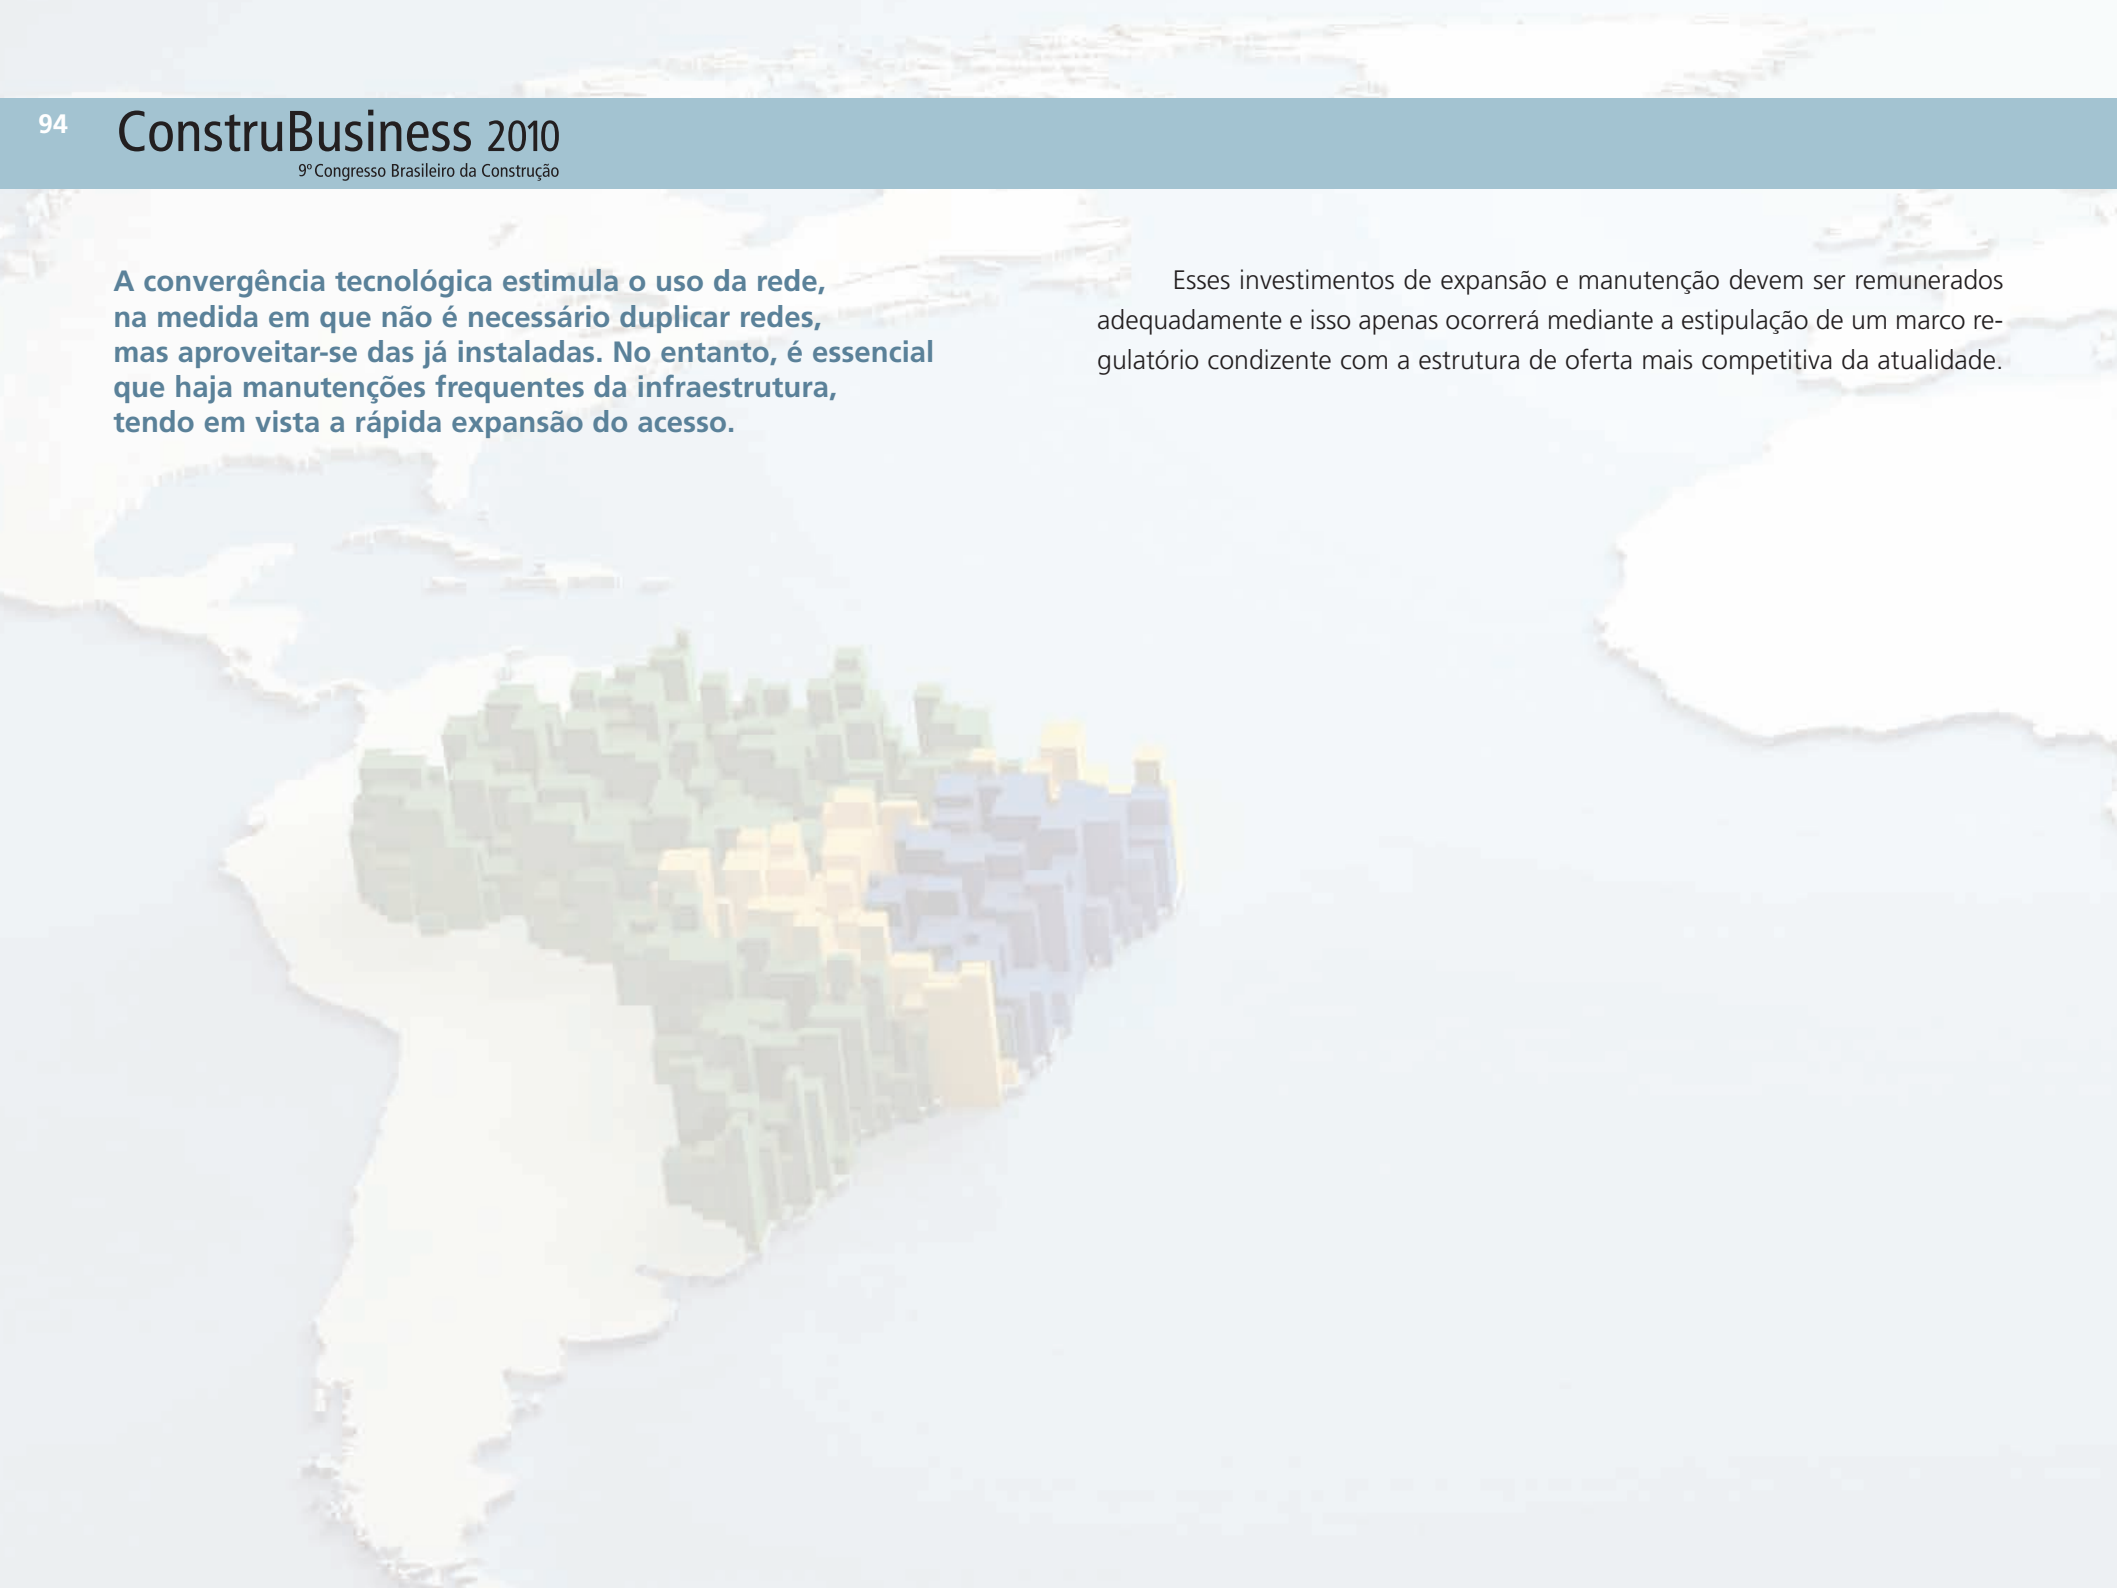 94
ConstruBusiness 2010
9º Congresso Brasileiro da Construção
A convergência tecnológica estimula o uso da rede,
na medida em que não é necessário duplicar redes,
mas aproveitar-se das já instaladas. No entanto, é essencial
que haja manutenções frequentes da infraestrutura,
tendo em vista a rápida expansão do acesso.
Esses investimentos de expansão e manutenção devem ser remunerados
adequadamente e isso apenas ocorrerá mediante a estipulação de um marco re-
gulatório condizente com a estrutura de oferta mais competitiva da atualidade.